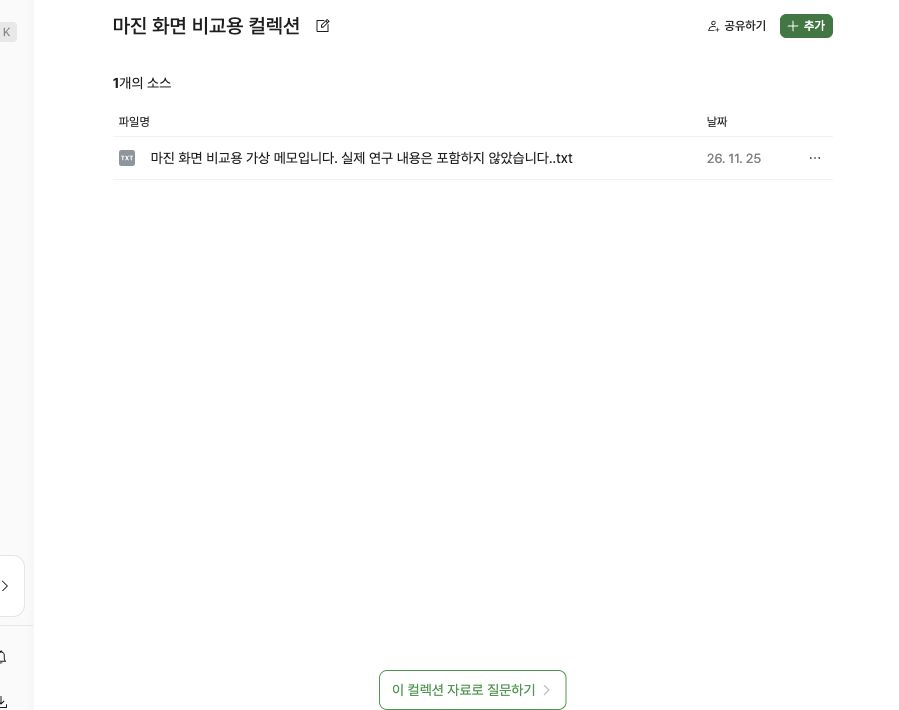 K
마진 화면 비교용 컬렉션
공유하기
추가
1개의 소스
파일명 날짜
TXT 마진 화면 비교용 가상 메모입니다. 실제 연구 내용은 포함하지 않았습니다..txt 26. 11. 25
이 컬렉션 자료로 질문하기